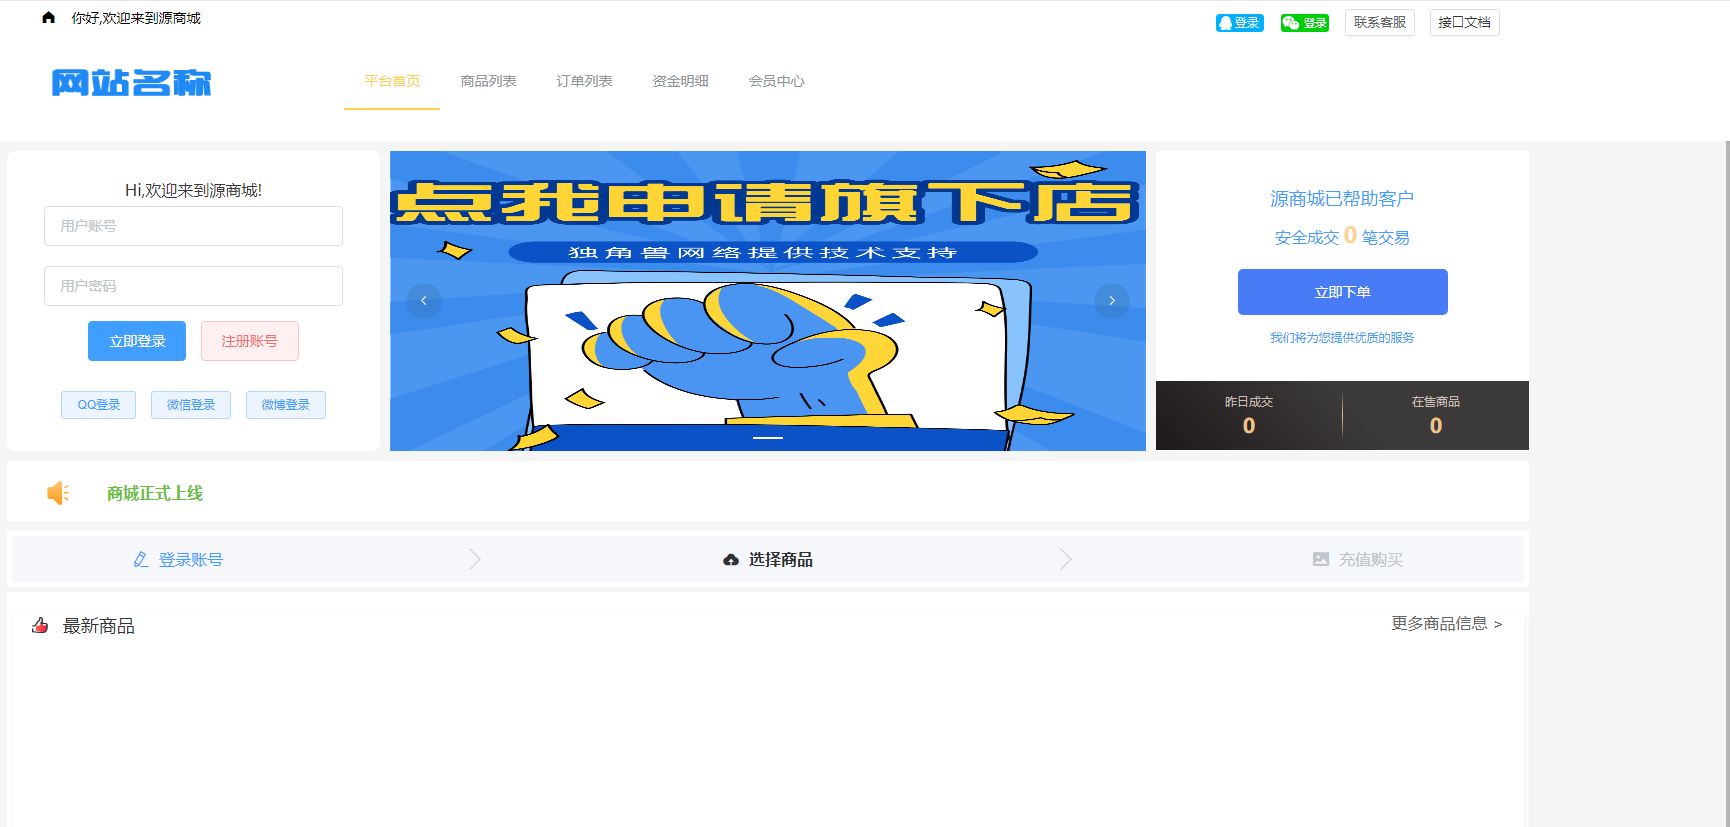 你好,欢迎来到源商城
登录
登录
联系客服
接口文档
网站名称
平台首页
商品列表
订单列表
资金明细
会员中心
Hi,欢迎来到源商城!
用户账号
用户密码
立即登录
注册账号
QQ登录
微信登录
微博登录
点我申请旗下店
独角兽网络提供技术支持
源商城已帮助客户
安全成交 0 笔交易
立即下单
我们将为您提供优质的服务
昨日成交
0
在售商品
0
商城正式上线
登录账号
选择商品
充值购买
最新商品
更多商品信息 >